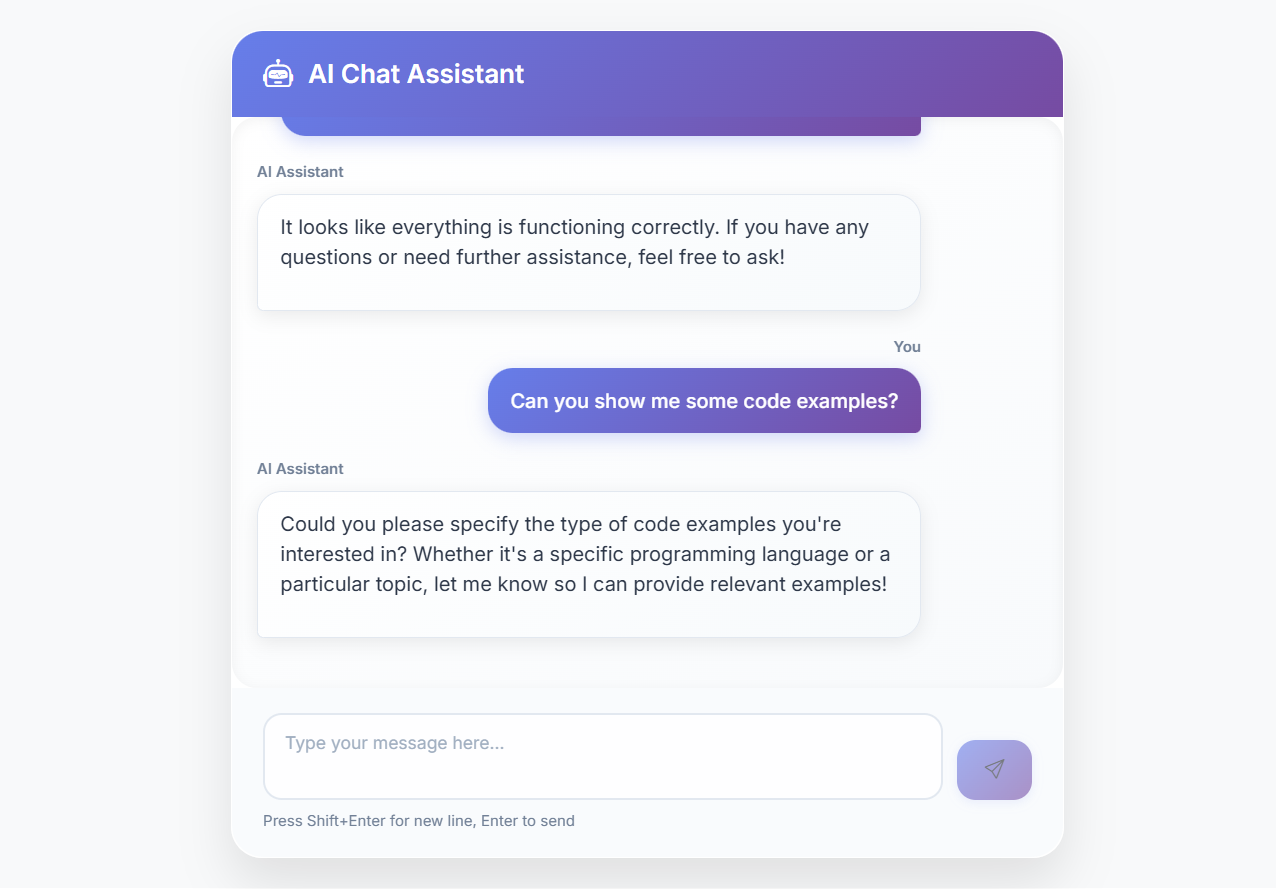 AI Chat Assistant
AI Assistant
It looks like everything is functioning correctly. If you have any
questions or need further assistance, feel free to ask!
You
Can you show me some code examples?
AI Assistant
Could you please specify the type of code examples you're
interested in? Whether it's a specific programming language or a
particular topic, let me know so I can provide relevant examples!
Type your message here...
Press Shift+Enter for new line, Enter to send